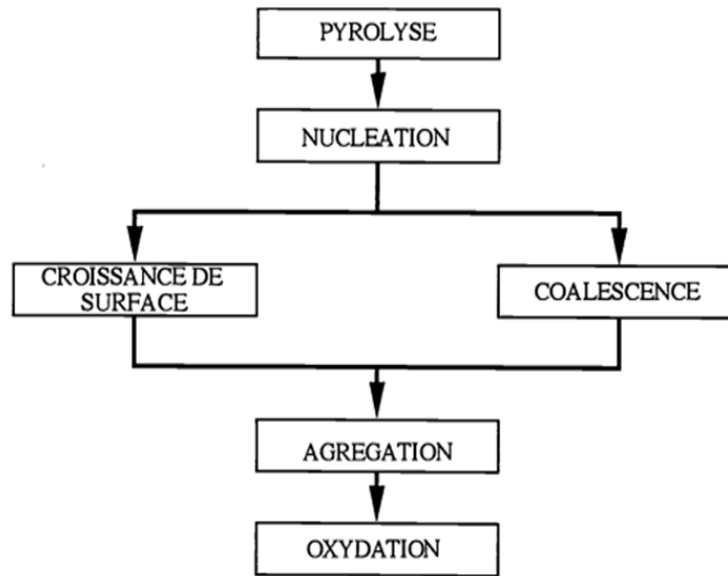 PYROLYSE
NUCLEATION
CROISSANCE DE
SURFACE
COALESCENCE
AGREGATION
OXYDATION